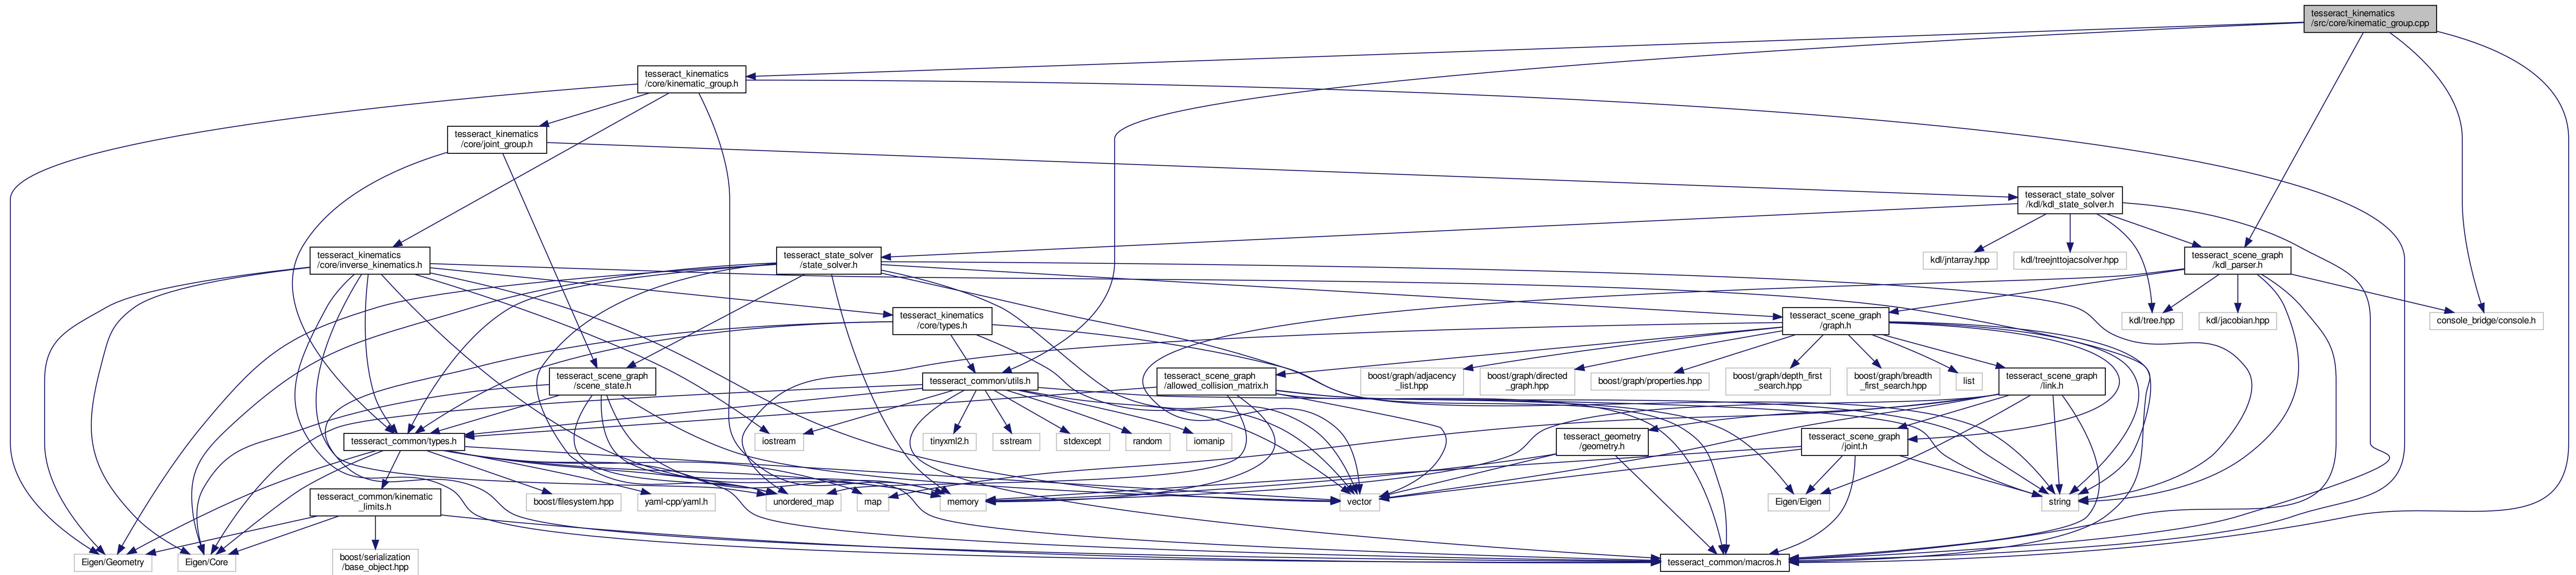 tesseract_kinematics
/src/core/kinematic_group.cpp
tesseract_kinematics
/core/kinematic_group.h
tesseract_kinematics
/core/joint_group.h
tesseract_state_solver
/kdl/kdl_state_solver.h
tesseract_kinematics
/core/inverse_kinematics.h
tesseract_state_solver
/state_solver.h
kdl/jntarray.hpp
kdl/treejnttojacsolver.hpp
tesseract_scene_graph
/kdl_parser.h
tesseract_kinematics
/core/types.h
tesseract_scene_graph
/graph.h
kdl/tree.hpp
kdl/jacobian.hpp
console_bridge/console.h
tesseract_scene_graph
/scene_state.h
tesseract_common/utils.h
tesseract_scene_graph
/allowed_collision_matrix.h
boost/graph/adjacency
_list.hpp
boost/graph/directed
_graph.hpp
boost/graph/properties.hpp
boost/graph/depth_first
_search.hpp
boost/graph/breadth
_first_search.hpp
list
tesseract_scene_graph
/link.h
tesseract_common/types.h
iostream
tinyxml2.h
sstream
stdexcept
random
iomanip
tesseract_geometry
/geometry.h
tesseract_scene_graph
/joint.h
tesseract_common/kinematic
_limits.h
boost/filesystem.hpp
yaml-cpp/yaml.h
unordered_map
map
memory
vector
Eigen/Eigen
string
Eigen/Geometry
Eigen/Core
boost/serialization
/base_object.hpp
tesseract_common/macros.h